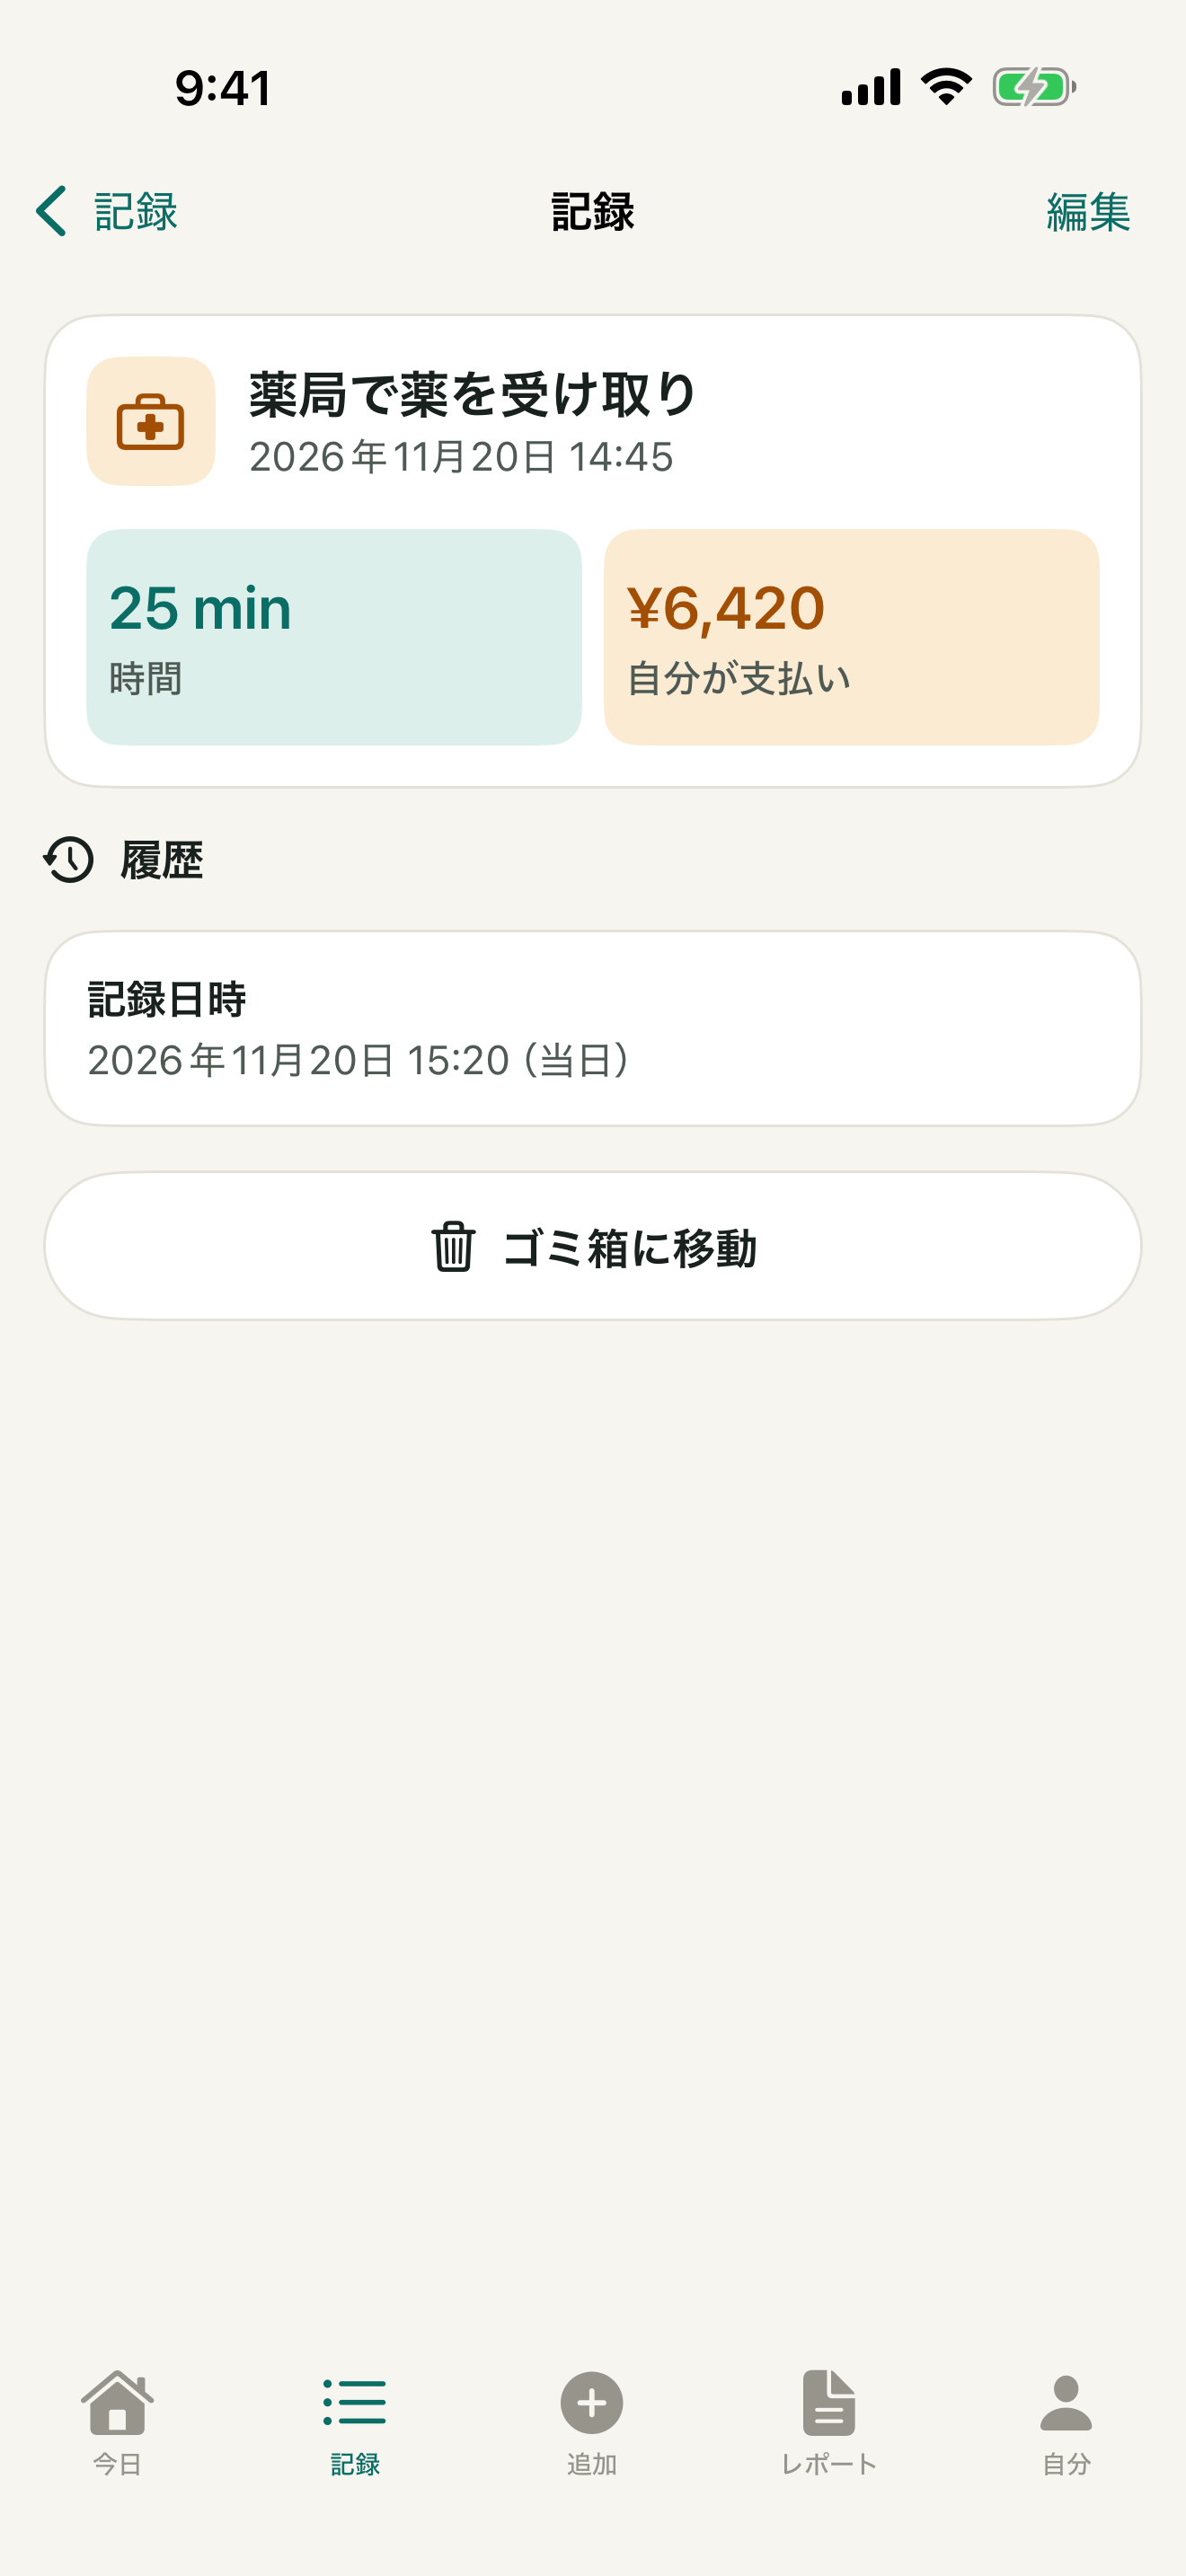 9:41
記録
記録
編集
薬局で薬を受け取り
2026年11月20日 14:45
25 min
時間
¥6,420
自分が支払い
履歴
記録日時
2026年11月20日 15:20（当日）
ゴミ箱に移動
今日
記録
追加
レポート
自分